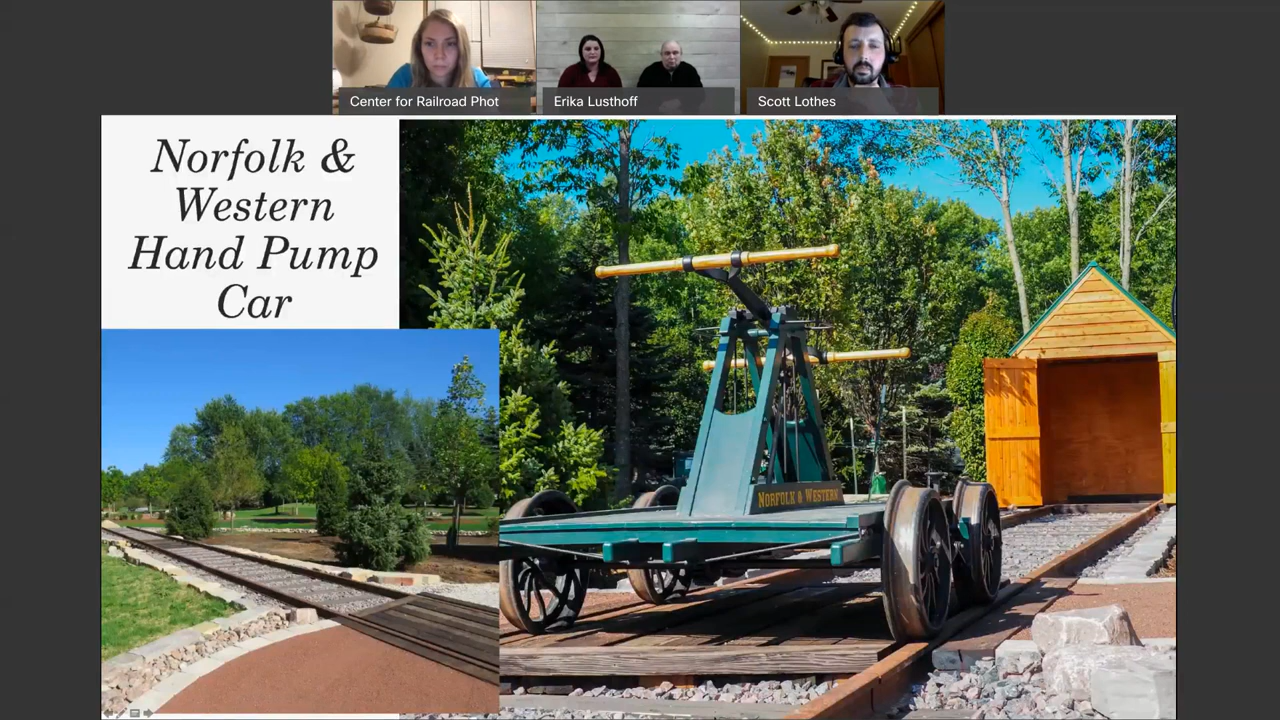 Center for Railroad Phot
Erika Lusthoff
Scott Lothes
Norfolk &
Western
Hand Pump
Car
NORFOLK & WESTERN